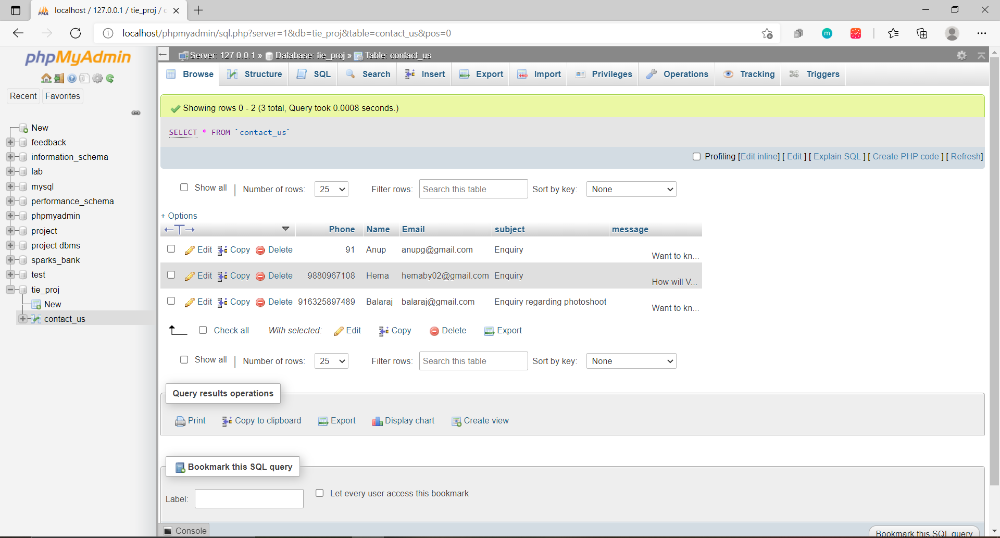 localhost / 127.0.0.1 / tie_proj / c
localhost/phpmyadmin/sql.php?server=1&db=tie_proj&table=contact_us&pos=0
m
phpMyAdmin
Recent Favorites
New
feedback
information_schema
lab
mysql
performance_schema
phpmyadmin
project
project dbms
sparks_bank
test
tie_proj
New
contact_us
Server: 127.0.0.1 » Database: tie_proj » Table: contact_us
Browse Structure SQL Search Insert Export Import Privileges Operations Tracking Triggers
Showing rows 0 - 2 (3 total, Query took 0.0008 seconds.)
SELECT * FROM `contact_us`
Profiling [Edit inline] [ Edit ] [ Explain SQL ] [ Create PHP code ] [ Refresh]
Show all Number of rows: 25 Filter rows: Search this table Sort by key: None
+ Options
←T→ Phone Name Email subject message
Edit Copy Delete 91 Anup anupg@gmail.com Enquiry Want to kn...
Edit Copy Delete 9880967108 Hema hemaby02@gmail.com Enquiry How will V...
Edit Copy Delete 916325897489 Balaraj balaraj@gmail.com Enquiry regarding photoshoot Want to kn...
Check all With selected: Edit Copy Delete Export
Show all Number of rows: 25 Filter rows: Search this table Sort by key: None
Query results operations
Print Copy to clipboard Export Display chart Create view
Bookmark this SQL query
Label: Let every user access this bookmark
Console
Bookmark this SQL query